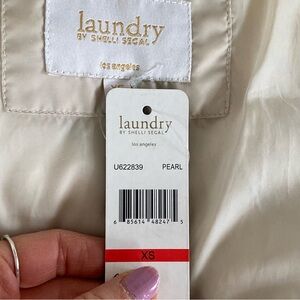 laundry
BY SHELLI SEGAL
los angeles
laundry
BY SHELLI SEGAL
los angeles
U622839 PEARL
6 85614 48247 5
XS